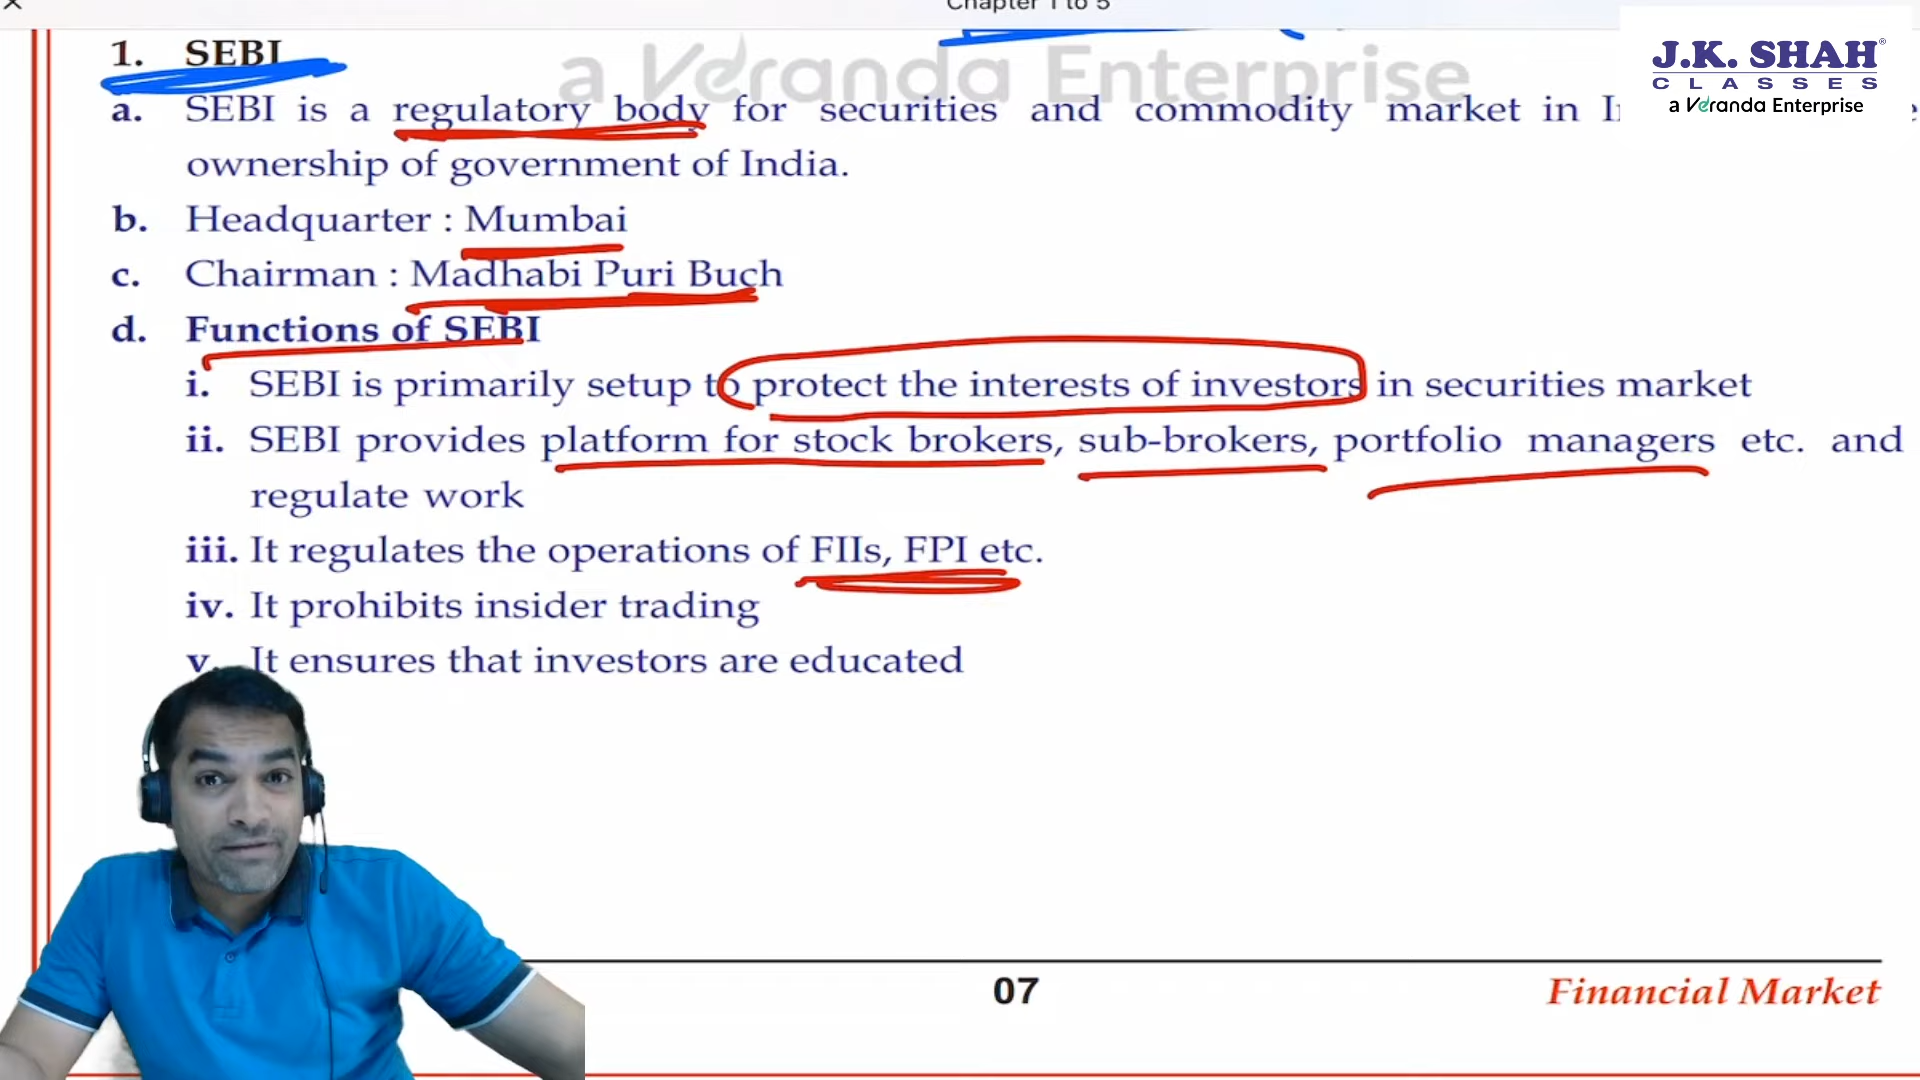 Chapter 1 to 5
a Veranda Enterprise
J.K. SHAH®
CLASSES
a Veranda Enterprise
1. SEBI
a. SEBI is a regulatory body for securities and commodity market in
ownership of government of India.
b. Headquarter : Mumbai
c. Chairman : Madhabi Puri Buch
d. Functions of SEBI
i. SEBI is primarily setup to protect the interests of investors in securities market
ii. SEBI provides platform for stock brokers, sub-brokers, portfolio managers etc. and
regulate work
iii. It regulates the operations of FIIs, FPI etc.
iv. It prohibits insider trading
v. It ensures that investors are educated
07
Financial Market